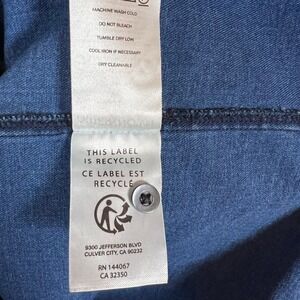 MACHINE WASH COLD
DO NOT BLEACH
TUMBLE DRY LOW
COOL IRON IF NECESSARY
DRY CLEANABLE
THIS LABEL
IS RECYCLED
CE LABEL EST
RECYCLÉ
9300 JEFFERSON BLVD
CULVER CITY, CA 90232
RN 144067
CA 32350